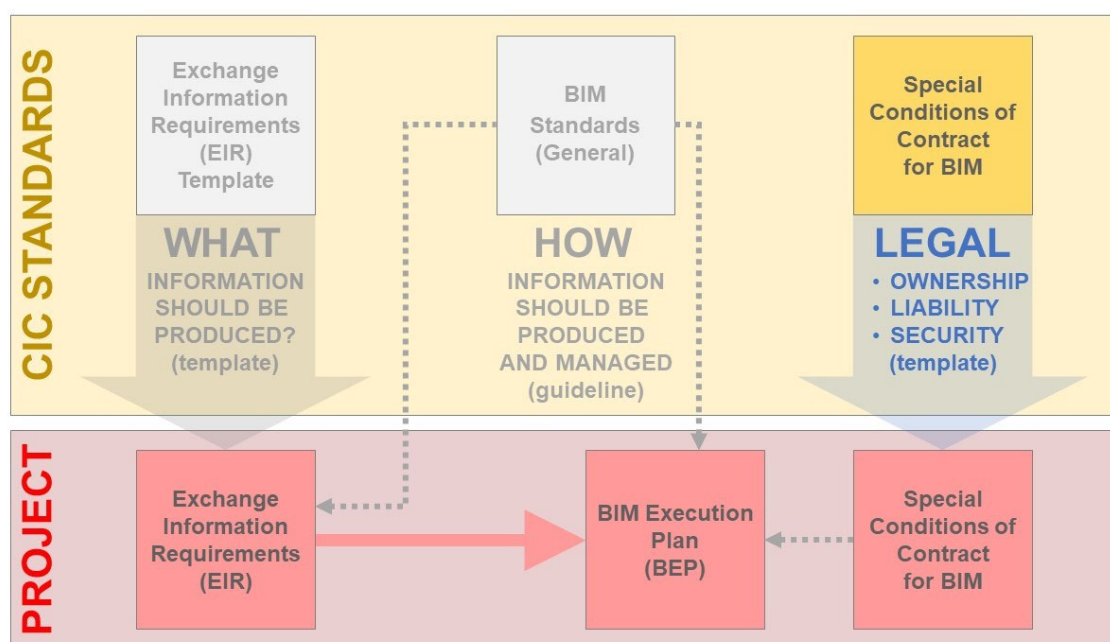 CIC STANDARDS
Exchange
Information
Requirements
(EIR)
Template
WHAT
INFORMATION
SHOULD BE
PRODUCED?
(template)
BIM
Standards
(General)
HOW
INFORMATION
SHOULD BE
PRODUCED
AND MANAGED
(guideline)
Special
Conditions of
Contract
for BIM
LEGAL
• OWNERSHIP
• LIABILITY
• SECURITY
(template)
PROJECT
Exchange
Information
Requirements
(EIR)
BIM Execution
Plan
(BEP)
Special
Conditions of
Contract
for BIM